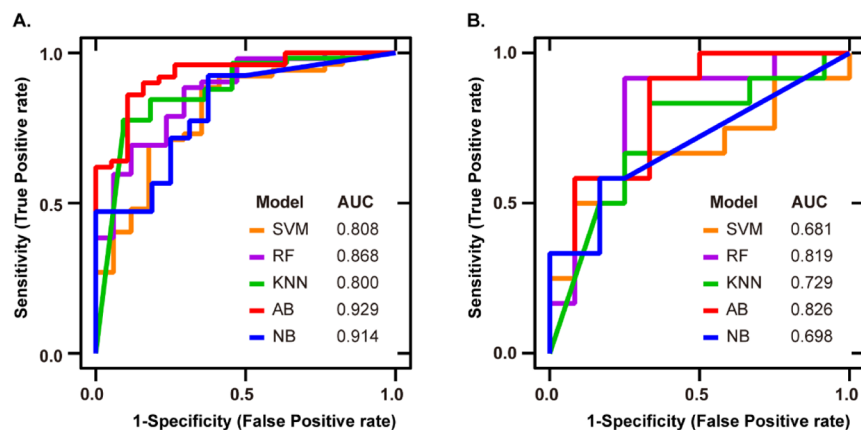 A.
Sensitivity (True Positive rate)
1.0
0.5
0.0
Model AUC
SVM 0.808
RF 0.868
KNN 0.800
AB 0.929
NB 0.914
0.0 0.5 1.0
1-Specificity (False Positive rate)
B.
Sensitivity (True Positive rate)
1.0
0.5
0.0
Model AUC
SVM 0.681
RF 0.819
KNN 0.729
AB 0.826
NB 0.698
0.0 0.5 1.0
1-Specificity (False Positive rate)